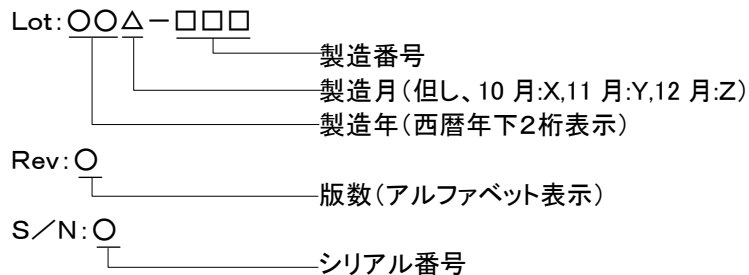 Lot:○○△－□□□
製造番号
製造月(但し、10 月:X,11 月:Y,12 月:Z)
製造年(西暦年下２桁表示)
Rev:○
版数(アルファベット表示)
S／N:○
シリアル番号